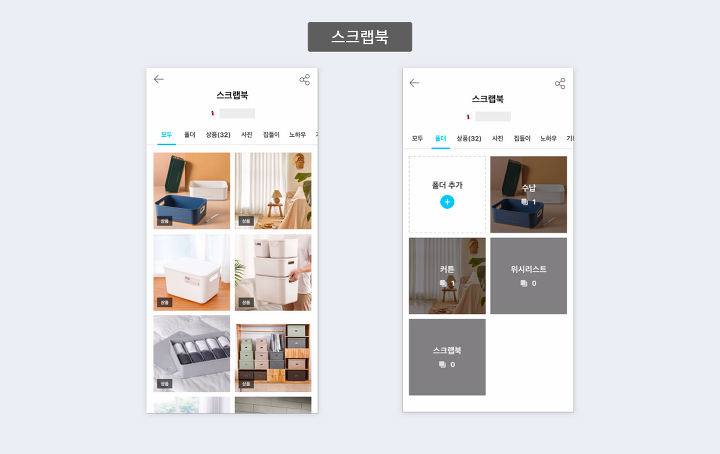 스크랩북
스크랩북
모두 폴더 상품(32) 사진 집들이 노하우
상품
상품
상품
상품
상품
상품
스크랩북
모두 폴더 상품(32) 사진 집들이 노하우
폴더 추가
수납
1
커튼
1
위시리스트
0
스크랩북
0